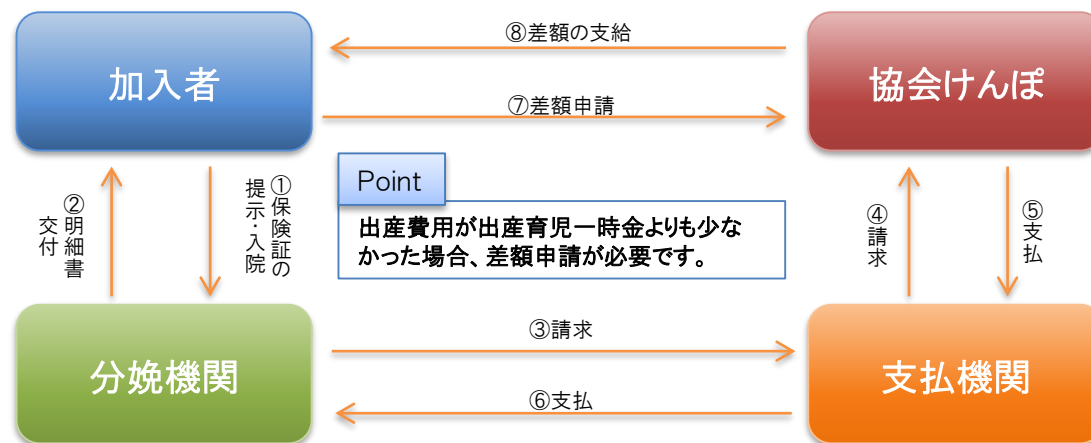 ⑧差額の支給
加入者
協会けんぽ
⑦差額申請
Point
出産費用が出産育児一時金よりも少な
かった場合、差額申請が必要です。
②明細書
交付
①保険証の
提示・入院
④請求
⑤支払
③請求
分娩機関
支払機関
⑥支払